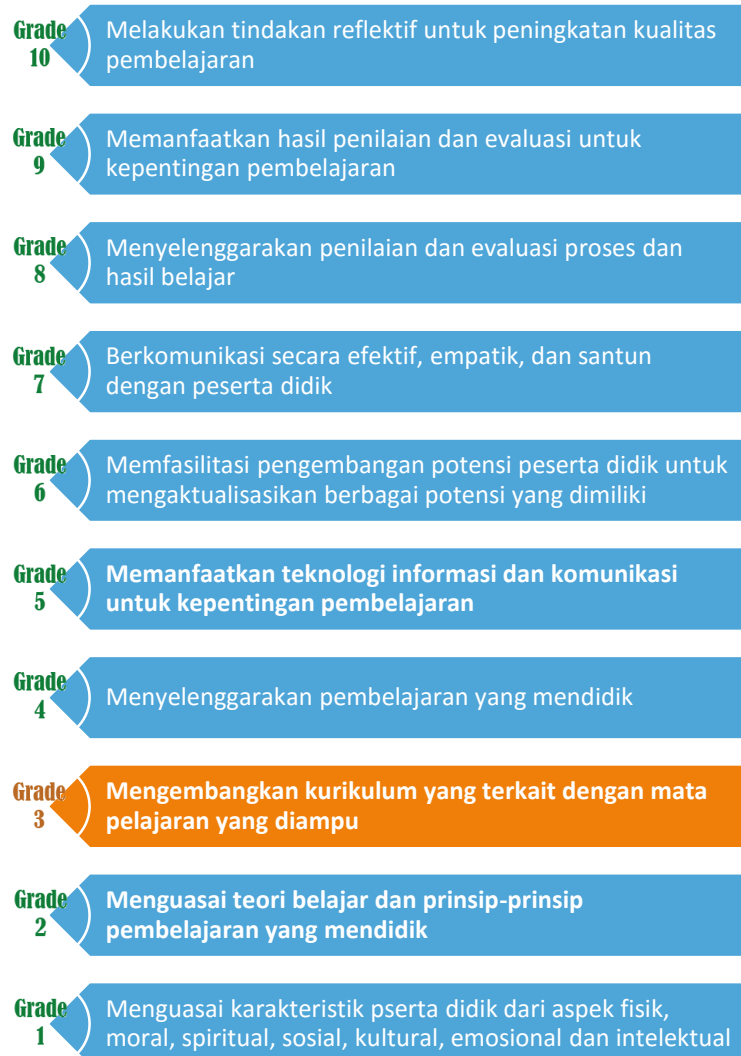 Grade
10
Melakukan tindakan reflektif untuk peningkatan kualitas
pembelajaran
Grade
9
Memanfaatkan hasil penilaian dan evaluasi untuk
kepentingan pembelajaran
Grade
8
Menyelenggarakan penilaian dan evaluasi proses dan
hasil belajar
Grade
7
Berkomunikasi secara efektif, empatik, dan santun
dengan peserta didik
Grade
6
Memfasilitasi pengembangan potensi peserta didik untuk
mengaktualisasikan berbagai potensi yang dimiliki
Grade
5
Memanfaatkan teknologi informasi dan komunikasi
untuk kepentingan pembelajaran
Grade
4
Menyelenggarakan pembelajaran yang mendidik
Grade
3
Mengembangkan kurikulum yang terkait dengan mata
pelajaran yang diampu
Grade
2
Menguasai teori belajar dan prinsip-prinsip
pembelajaran yang mendidik
Grade
1
Menguasai karakteristik pserta didik dari aspek fisik,
moral, spiritual, sosial, kultural, emosional dan intelektual